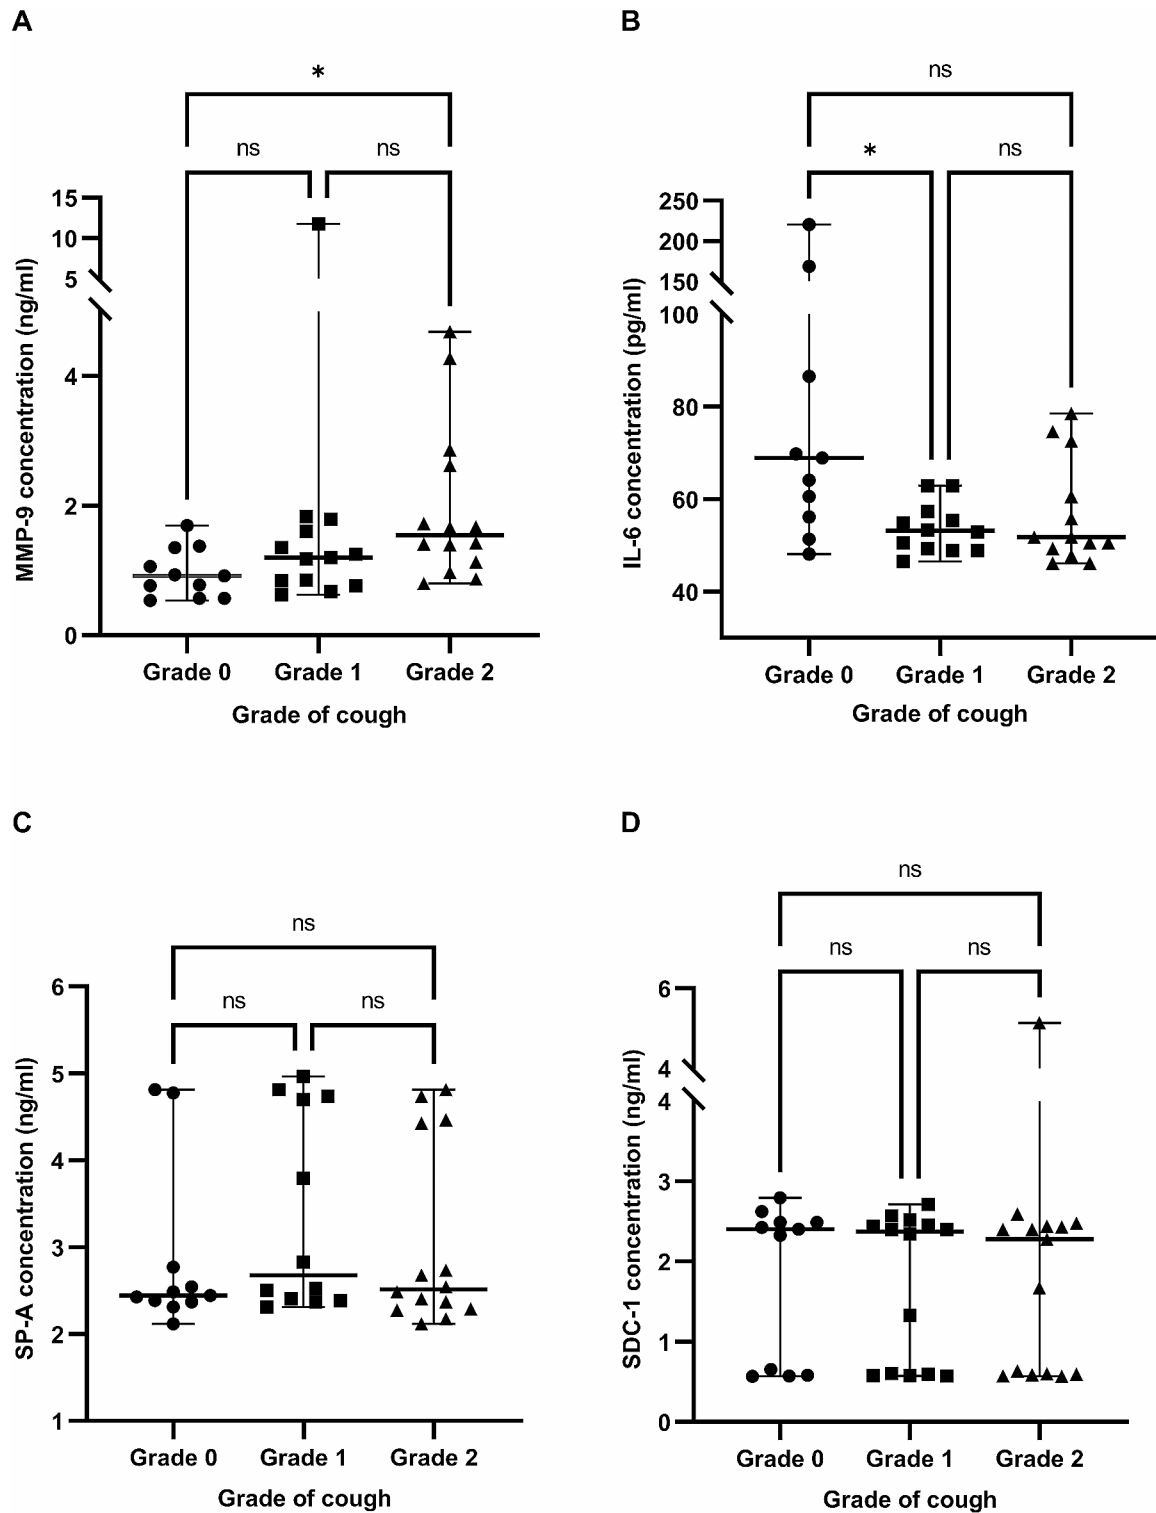 A
*
ns ns
15
10
5
4
2
0
MMP-9 concentration (ng/ml)
Grade 0 Grade 1 Grade 2
Grade of cough
B
ns
* ns
250
200
150
100
80
60
40
IL-6 concentration (pg/ml)
Grade 0 Grade 1 Grade 2
Grade of cough
C
ns
ns ns
6
5
4
3
2
1
SP-A concentration (ng/ml)
Grade 0 Grade 1 Grade 2
Grade of cough
D
ns
ns ns
6
4
4
3
2
1
0
SDC-1 concentration (ng/ml)
Grade 0 Grade 1 Grade 2
Grade of cough